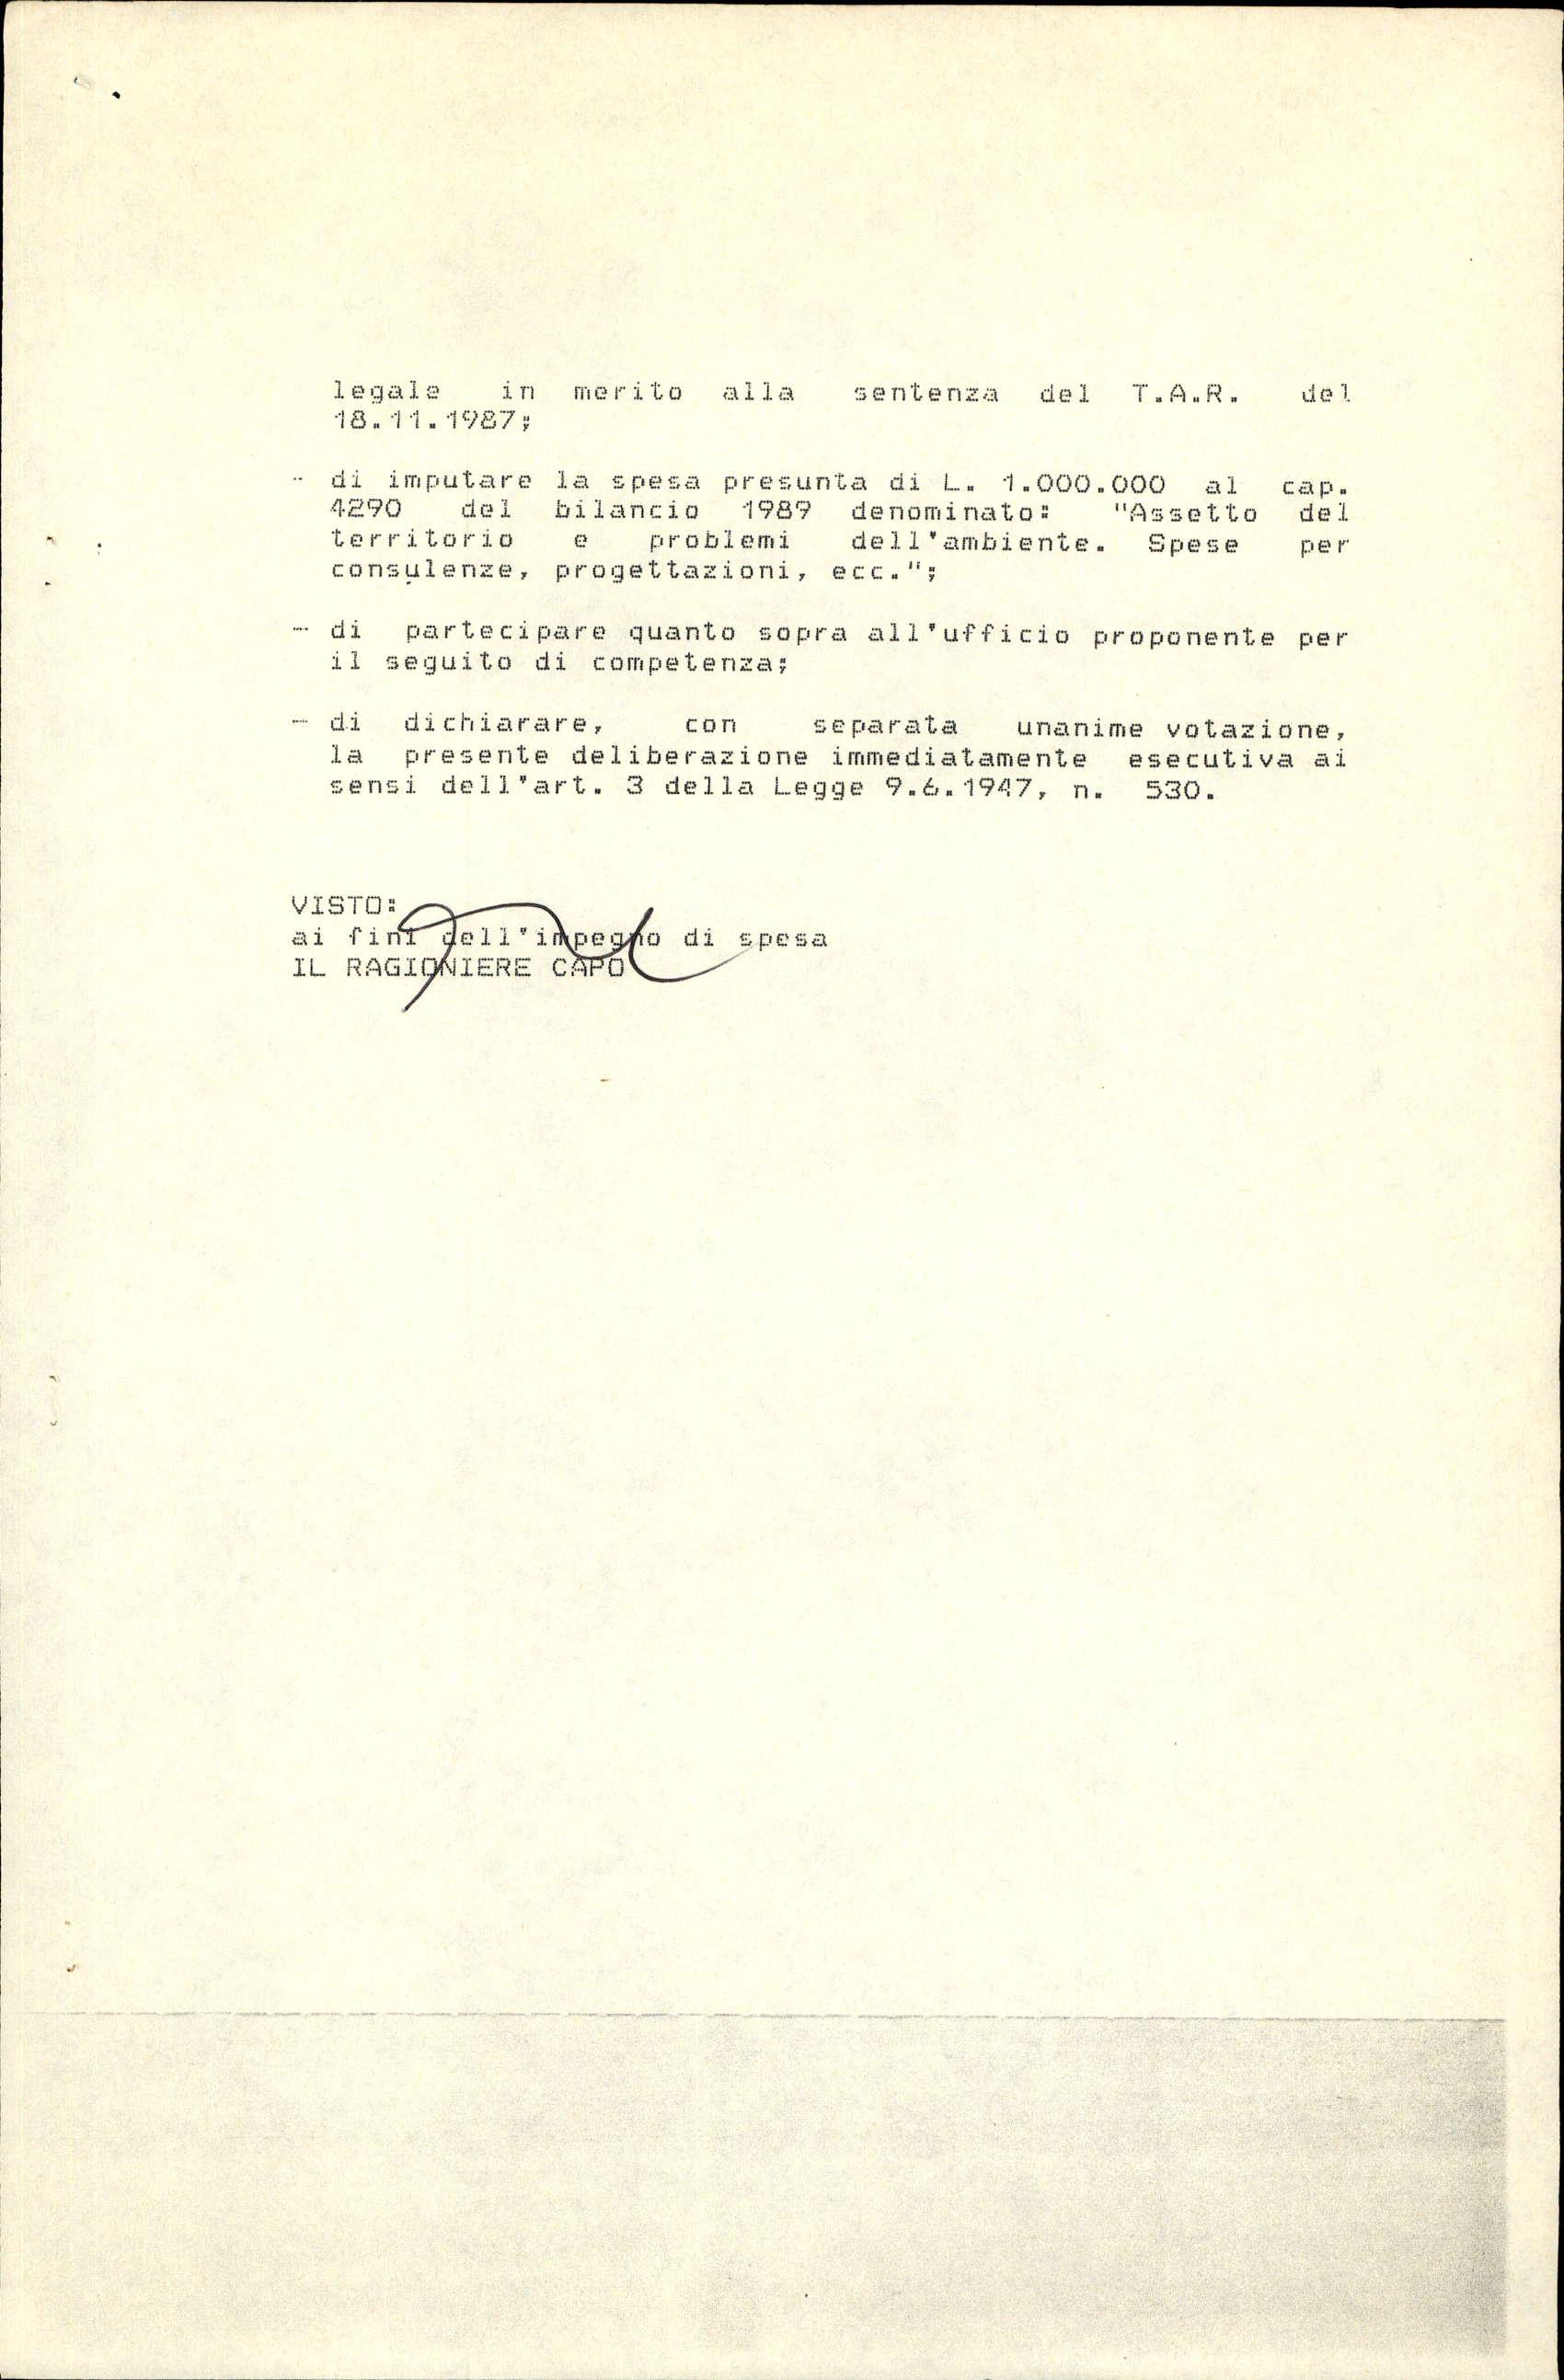 legale in merito alla sentenza del T.A.R. del
18.11.1987;
- di imputare la spesa presunta di L. 1.000.000 al cap.
4290 del bilancio 1989 denominato: "Assetto del
territorio e problemi dell'ambiente. Spese per
consulenze, progettazioni, ecc.";
- di partecipare quanto sopra all'ufficio proponente per
il seguito di competenza;
- di dichiarare, con separata unanime votazione,
la presente deliberazione immediatamente esecutiva ai
sensi dell'art. 3 della Legge 9.6.1947, n. 530.
VISTO:
ai fini dell'impegno di spesa
IL RAGIONIERE CAPO